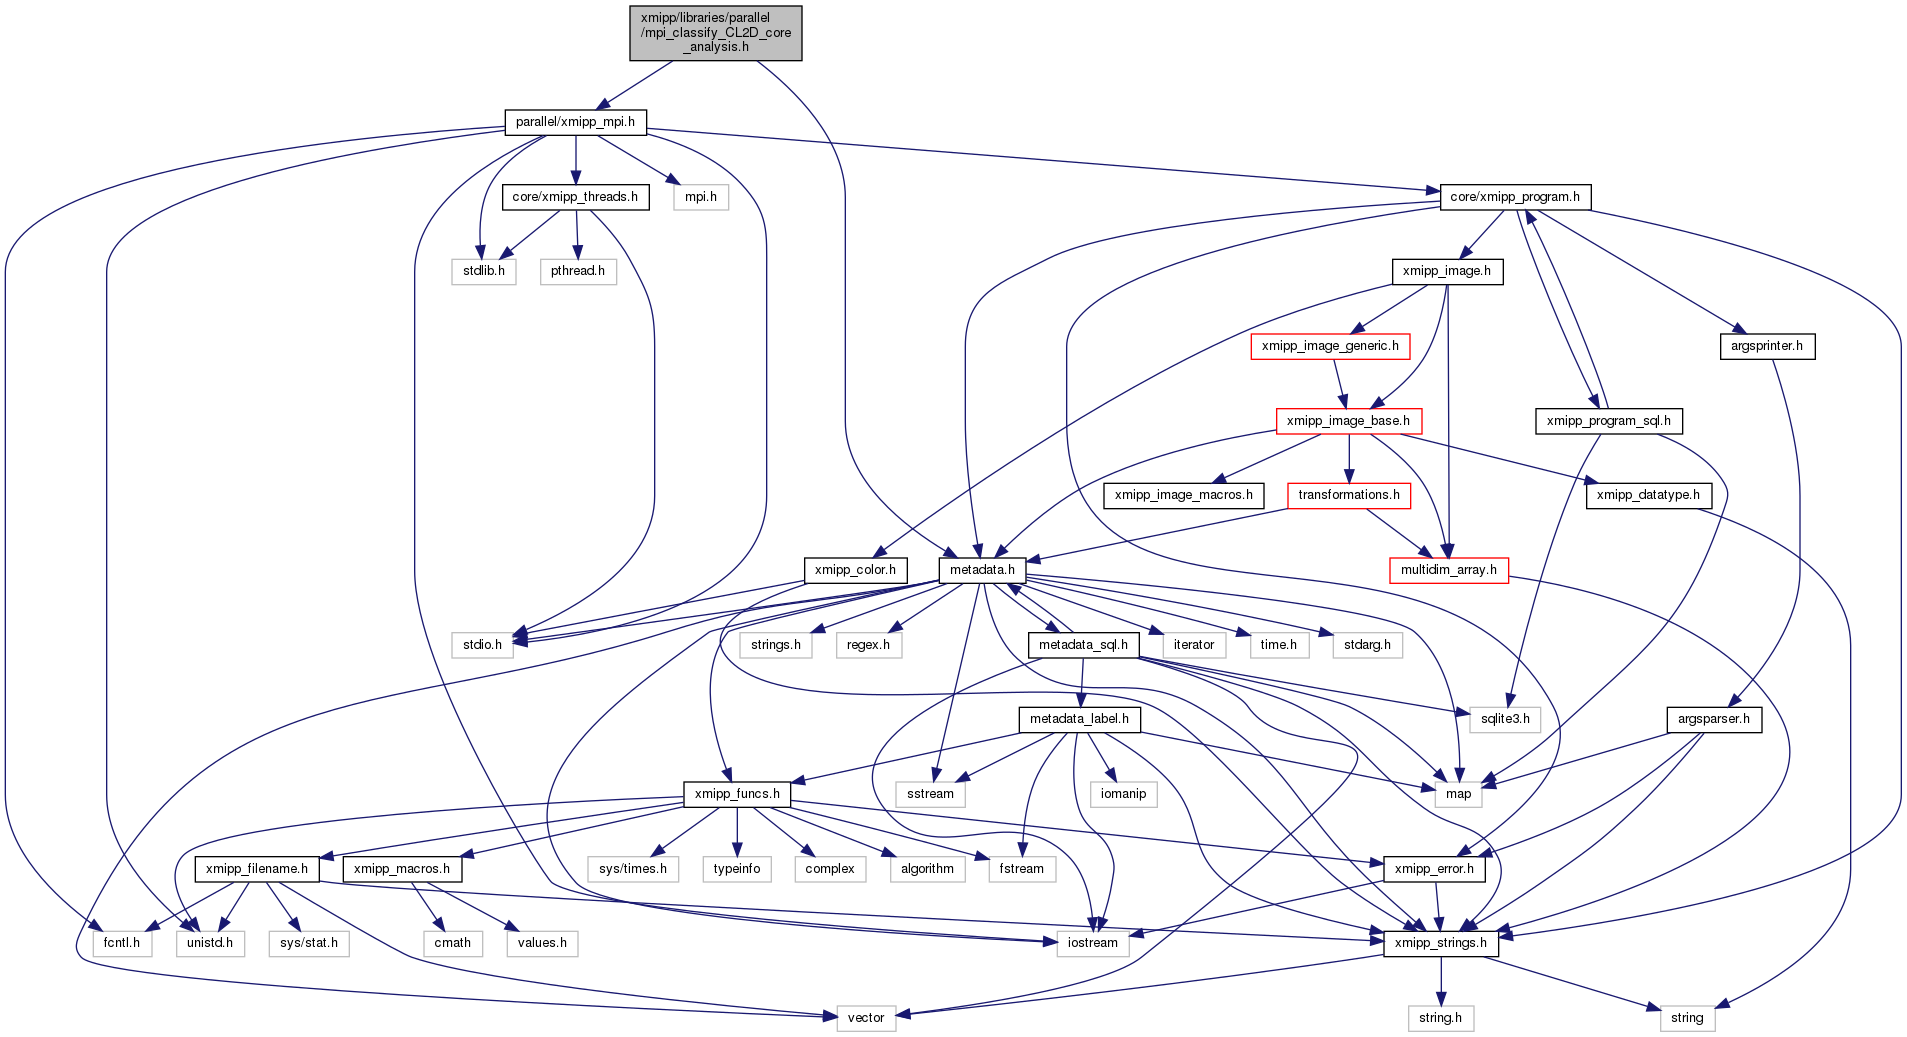 xmipp/libraries/parallel
/mpi_classify_CL2D_core
_analysis.h
parallel/xmipp_mpi.h
core/xmipp_threads.h
mpi.h
core/xmipp_program.h
stdlib.h
pthread.h
xmipp_image.h
xmipp_image_generic.h
argsprinter.h
xmipp_image_base.h
xmipp_program_sql.h
xmipp_image_macros.h
transformations.h
xmipp_datatype.h
xmipp_color.h
metadata.h
multidim_array.h
stdio.h
strings.h
regex.h
metadata_sql.h
iterator
time.h
stdarg.h
metadata_label.h
sqlite3.h
argsparser.h
xmipp_funcs.h
sstream
iomanip
map
xmipp_filename.h
xmipp_macros.h
sys/times.h
typeinfo
complex
algorithm
fstream
xmipp_error.h
fcntl.h
unistd.h
sys/stat.h
cmath
values.h
iostream
xmipp_strings.h
vector
string.h
string